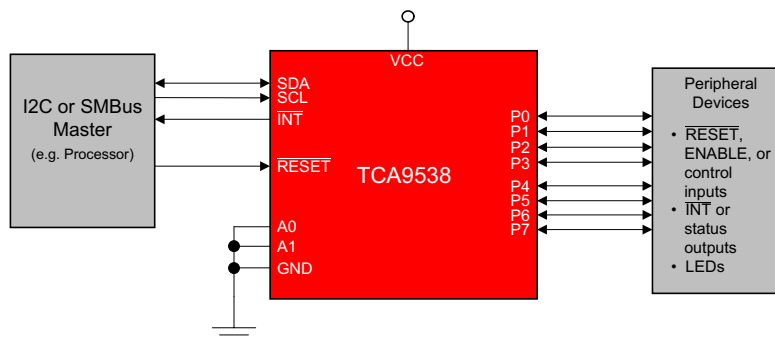 VCC
I2C or SMBus
Master
(e.g. Processor)
SDA
SCL
INT
RESET
A0
A1
GND
TCA9538
P0
P1
P2
P3
P4
P5
P6
P7
Peripheral
Devices
• RESET,
ENABLE, or
control
inputs
• INT or
status
outputs
• LEDs